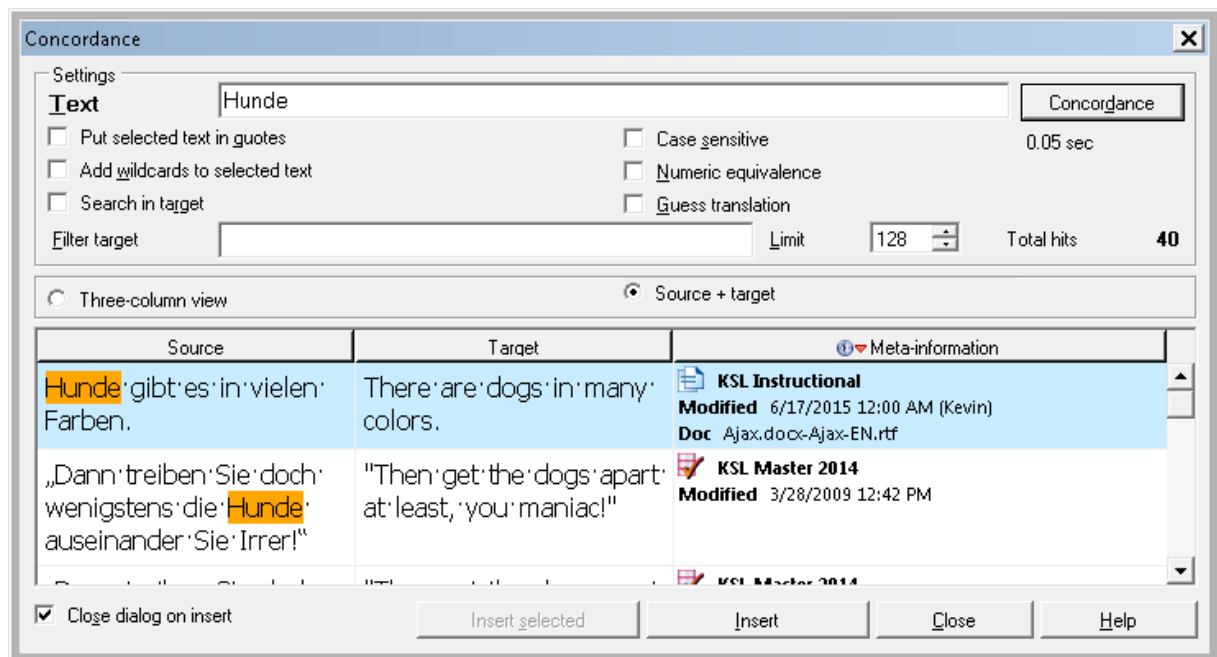 Concordance
Settings
Text Hunde Concordance
Put selected text in quotes Case sensitive 0.05 sec
Add wildcards to selected text Numeric equivalence
Search in target Guess translation
Filter target Limit 128 Total hits 40
Three-column view Source + target
Source Target Meta-information
Hunde·gibt·es·in·vielen· There·are·dogs·in·many· KSL Instructional
Farben. colors. Modified 6/17/2015 12:00 AM (Kevin)
Doc Ajax.docx-Ajax-EN.rtf
„Dann·treiben·Sie·doch· "Then·get·the·dogs·apart· KSL Master 2014
wenigstens·die·Hunde· at·least,·you·maniac!" Modified 3/28/2009 12:42 PM
auseinander·Sie·Irrer!“
KSL Master 2014
Close dialog on insert Insert selected Insert Close Help